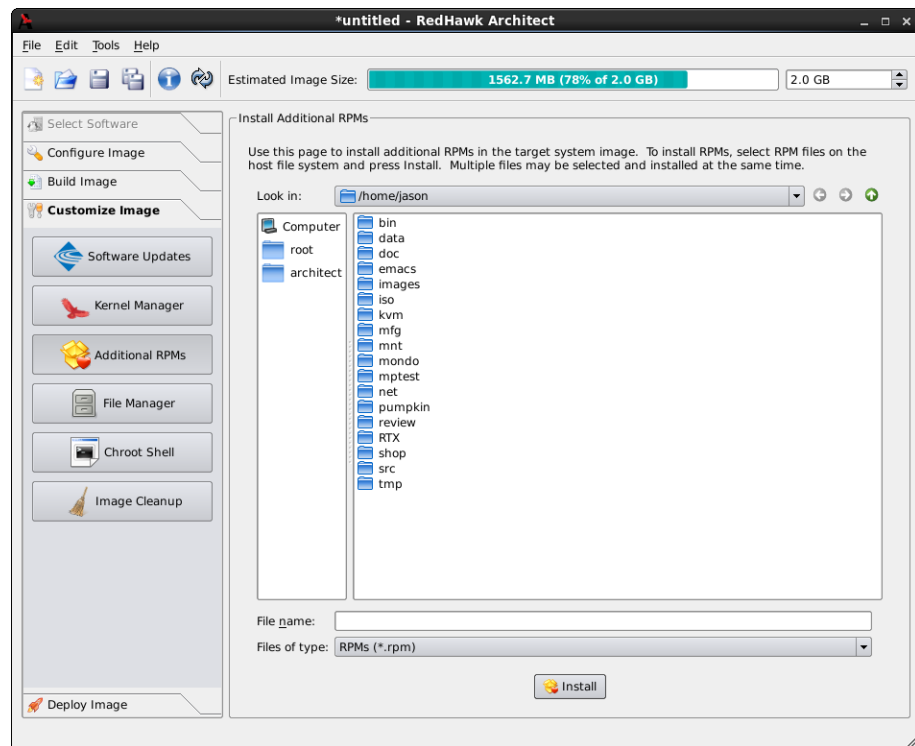 *untitled - RedHawk Architect
File Edit Tools Help
Estimated Image Size: 1562.7 MB (78% of 2.0 GB) 2.0 GB
Select Software
Configure Image
Build Image
Customize Image
Software Updates
Kernel Manager
Additional RPMs
File Manager
Chroot Shell
Image Cleanup
Deploy Image
Install Additional RPMs
Use this page to install additional RPMs in the target system image. To install RPMs, select RPM files on the
host file system and press Install. Multiple files may be selected and installed at the same time.
Look in: /home/jason
Computer
root
architect
bin
data
doc
emacs
images
iso
kvm
mfg
mnt
mondo
mptest
net
pumpkin
review
RTX
shop
src
tmp
File name:
Files of type: RPMs (*.rpm)
Install